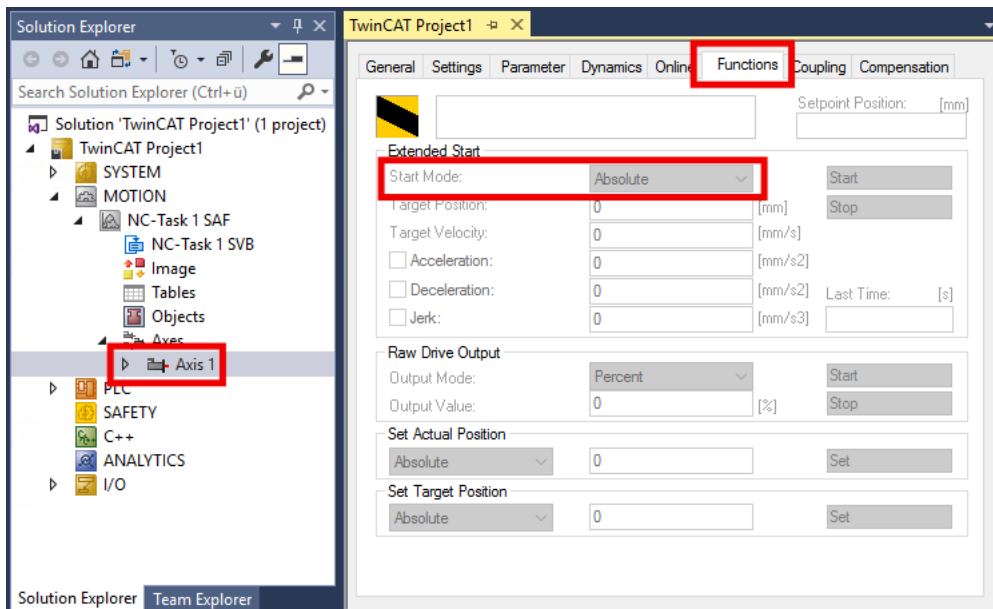 Solution Explorer
Search Solution Explorer (Ctrl+ü)
Solution 'TwinCAT Project1' (1 project)
TwinCAT Project1
SYSTEM
MOTION
NC-Task 1 SAF
NC-Task 1 SVB
Image
Tables
Objects
Axes
Axis 1
PLC
SAFETY
C++
ANALYTICS
I/O
Solution Explorer Team Explorer
TwinCAT Project1
General Settings Parameter Dynamics Online Functions Coupling Compensation
Setpoint Position: [mm]
Extended Start
Start Mode: Absolute Start
Target Position: 0 [mm] Stop
Target Velocity: 0 [mm/s]
Acceleration: 0 [mm/s2]
Deceleration: 0 [mm/s2] Last Time: [s]
Jerk: 0 [mm/s3]
Raw Drive Output
Output Mode: Percent Start
Output Value: 0 [%] Stop
Set Actual Position
Absolute 0 Set
Set Target Position
Absolute 0 Set